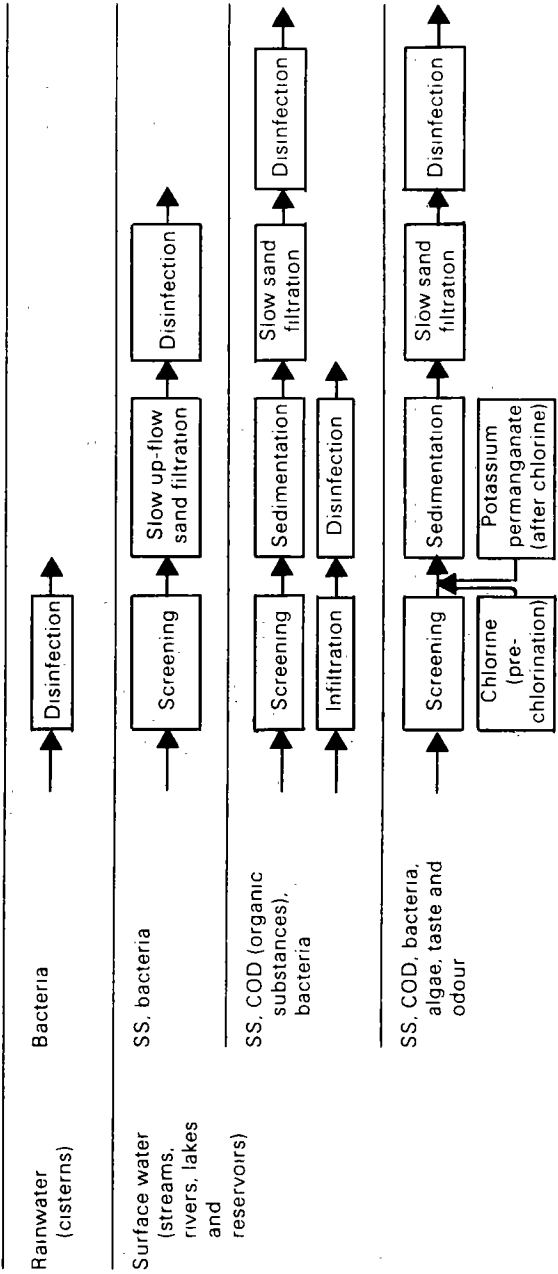 Rainwater
(cisterns)
Bacteria
Disinfection
Surface water
(streams,
rivers, lakes
and
reservoirs)
SS, bacteria
Screening
Slow up-flow
sand filtration
Disinfection
SS, COD (organic
substances),
bacteria
Screening
Sedimentation
Slow sand
filtration
Disinfection
Infiltration
Disinfection
SS, COD, bacteria,
algae, taste and
odour
Screening
Sedimentation
Slow sand
filtration
Disinfection
Chlorine
(pre-
chlorination)
Potassium
permanganate
(after chlorine)